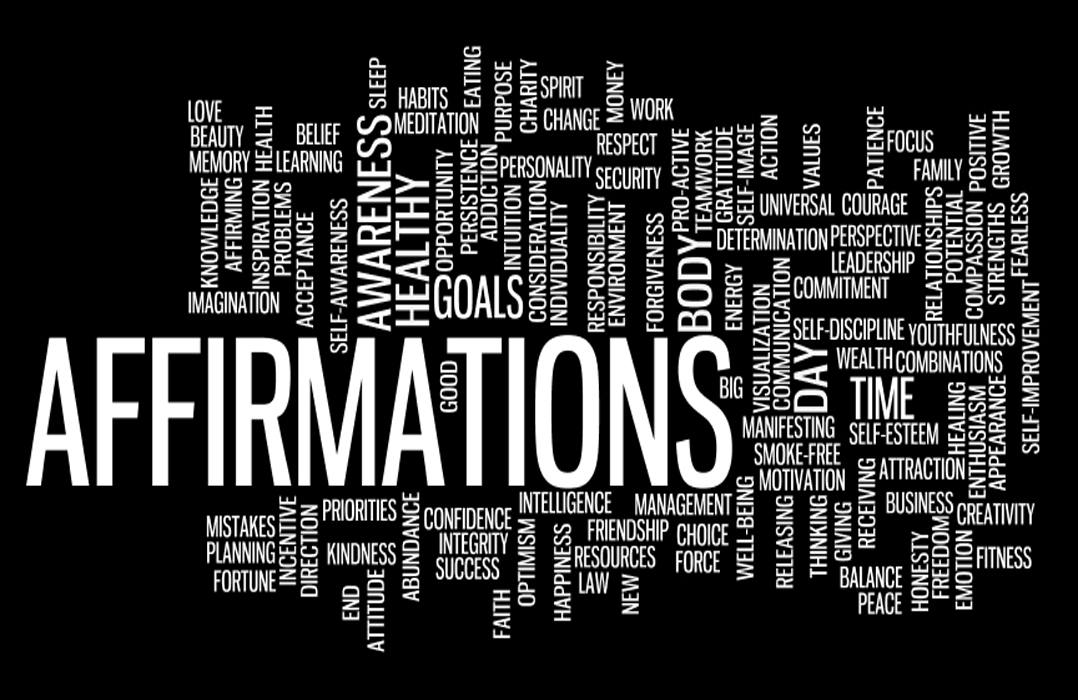 LOVE
BEAUTY
MEMORY
HEALTH
BELIEF
LEARNING
SLEEP
HABITS
MEDITATION
EATING
PURPOSE
CHARITY
SPIRIT
CHANGE
MONEY
WORK
RESPECT
PERSONALITY
SECURITY
PRO-ACTIVE
TEAMWORK
GRATITUDE
SELF-IMAGE
ACTION
VALUES
PATIENCE
FOCUS
FAMILY
POSITIVE
GROWTH
KNOWLEDGE
AFFIRMING
INSPIRATION
PROBLEMS
ACCEPTANCE
SELF-AWARENESS
AWARENESS
HEALTHY
OPPORTUNITY
PERSISTENCE
ADDICTION
INTUITION
CONSIDERATION
INDIVIDUALITY
RESPONSIBILITY
ENVIRONMENT
FORGIVENESS
BODY
UNIVERSAL
COURAGE
DETERMINATION
PERSPECTIVE
LEADERSHIP
COMMITMENT
RELATIONSHIPS
POTENTIAL
COMPASSION
STRENGTHS
FEARLESS
IMAGINATION
GOALS
ENERGY
VISUALIZATION
COMMUNICATION
SELF-DISCIPLINE
YOUTHFULNESS
SELF-IMPROVEMENT
AFFIRMATIONS
GOOD
BIG
DAY
WEALTH
COMBINATIONS
TIME
MANIFESTING
SELF-ESTEEM
HEALING
ENTHUSIASM
APPEARANCE
SMOKE-FREE
MOTIVATION
ATTRACTION
RECEIVING
BUSINESS
CREATIVITY
MISTAKES
PLANNING
FORTUNE
INCENTIVE
DIRECTION
PRIORITIES
KINDNESS
END
ATTITUDE
ABUNDANCE
CONFIDENCE
INTEGRITY
SUCCESS
FAITH
INTELLIGENCE
OPTIMISM
HAPPINESS
FRIENDSHIP
RESOURCES
LAW
NEW
MANAGEMENT
CHOICE
FORCE
WELL-BEING
RELEASING
THINKING
GIVING
BALANCE
PEACE
HONESTY
FREEDOM
EMOTION
FITNESS